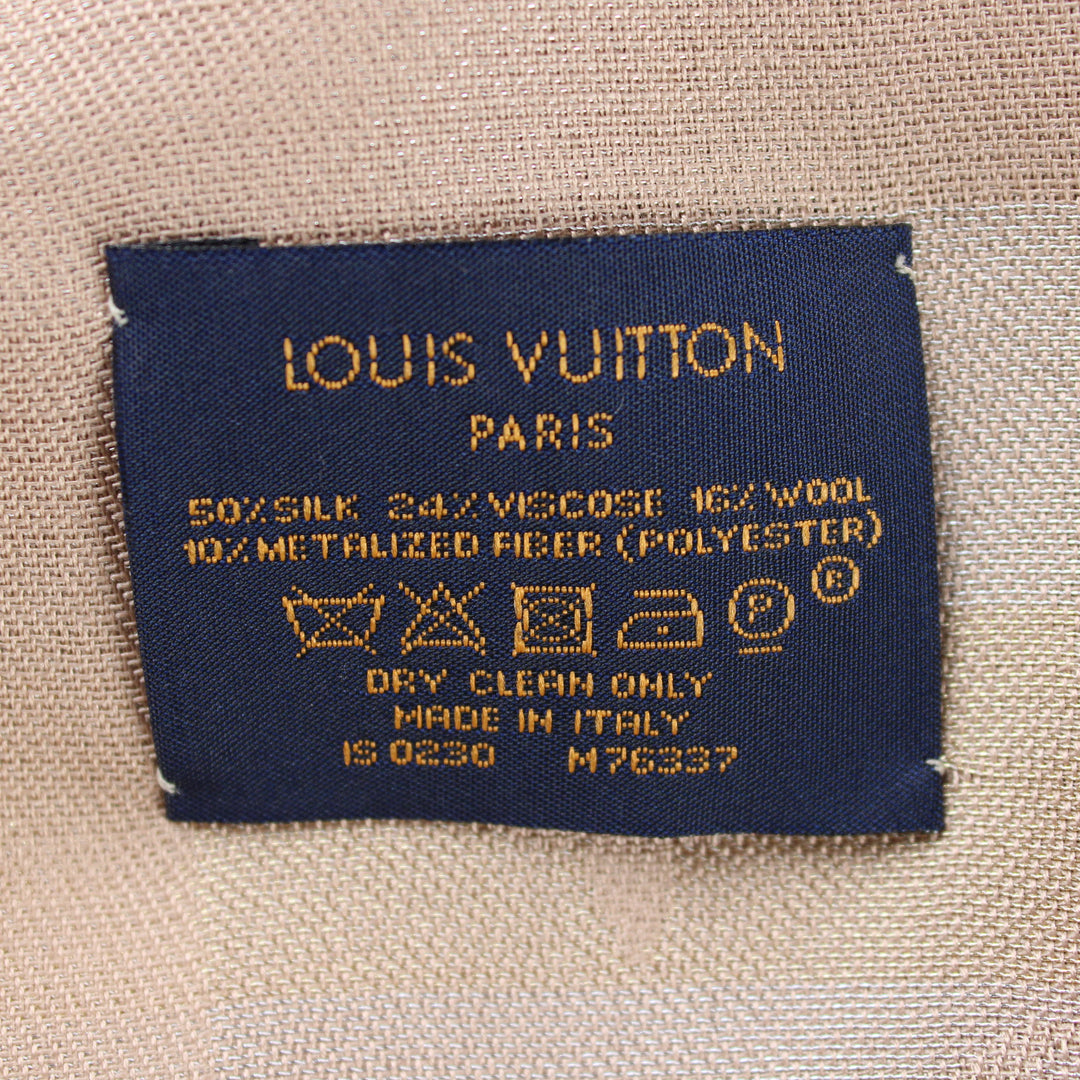 LOUIS VUITTON
PARIS
50% SILK 24% VISCOSE 16% WOOL
10% METALIZED FIBER (POLYESTER)
P ®
DRY CLEAN ONLY
MADE IN ITALY
IS 0230 M76337